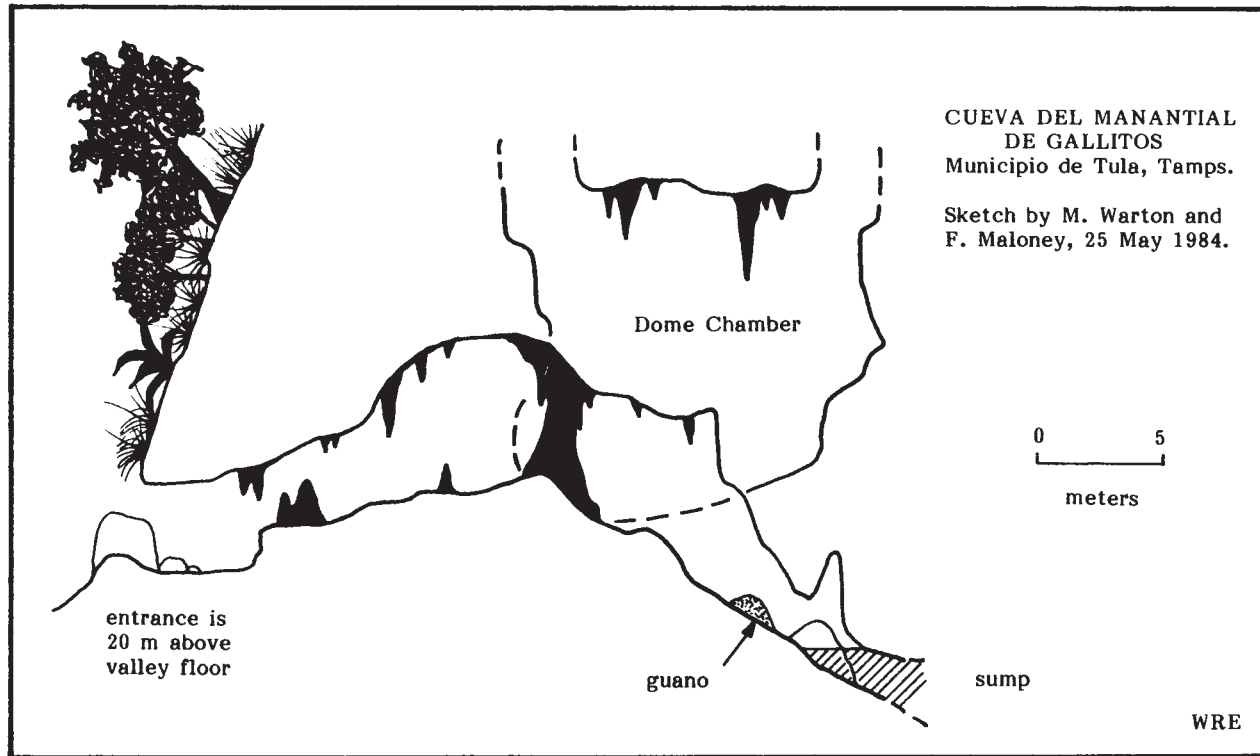 CUEVA DEL MANANTIAL
DE GALLITOS
Municipio de Tula, Tamps.
Sketch by M. Warton and
F. Maloney, 25 May 1984.
Dome Chamber
0 5
meters
entrance is
20 m above
valley floor
guano
sump
WRE